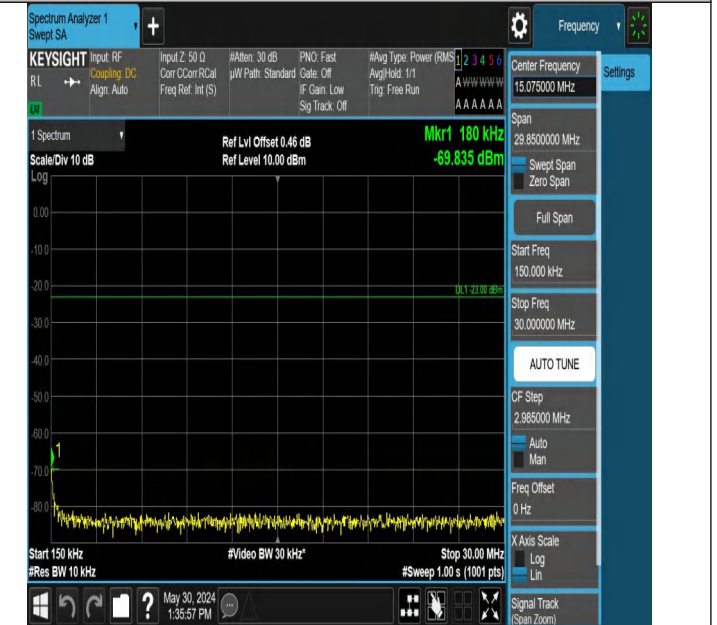 Spectrum Analyzer 1
Swept SA
+
Frequency
KEYSIGHT
RL
LXI
Input: RF
Coupling: DC
Align: Auto
Input Z: 50 Ω
Corr CCorr RCal
Freq Ref: Int (S)
#Atten: 30 dB
µW Path: Standard
PNO: Fast
Gate: Off
IF Gain: Low
Sig Track: Off
#Avg Type: Power (RMS
Avg|Hold: 1/1
Trig: Free Run
1 2 3 4 5 6
A W W W W W
A A A A A A
1 Spectrum
Scale/Div 10 dB
Ref Lvl Offset 0.46 dB
Ref Level 10.00 dBm
Mkr1 180 kHz
-69.835 dBm
Log
0.00
-10.0
-20.0
DL1 -23.00 dBm
-30.0
-40.0
-50.0
-60.0
1
-70.0
-80.0
Start 150 kHz
#Video BW 30 kHz*
Stop 30.00 MHz
#Res BW 10 kHz
#Sweep 1.00 s (1001 pts)
Center Frequency
15.075000 MHz
Settings
Span
29.8500000 MHz
Swept Span
Zero Span
Full Span
Start Freq
150.000 kHz
Stop Freq
30.000000 MHz
AUTO TUNE
CF Step
2.985000 MHz
Auto
Man
Freq Offset
0 Hz
X Axis Scale
Log
Lin
Signal Track
(Span Zoom)
?
May 30, 2024
1:35:57 PM